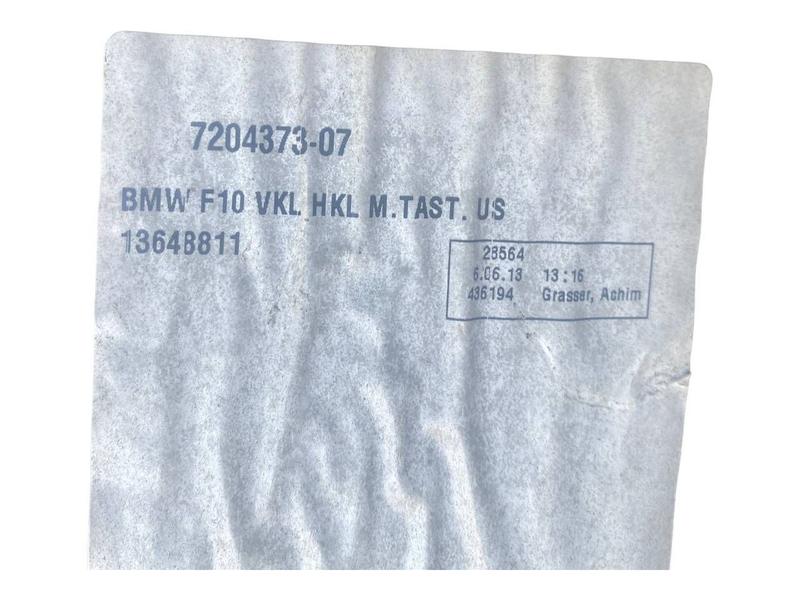 7204373-07
BMW F10 VKL HKL M.TAST. US
13648811
28564
6.06.13 13:16
436194 Grasser, Achim